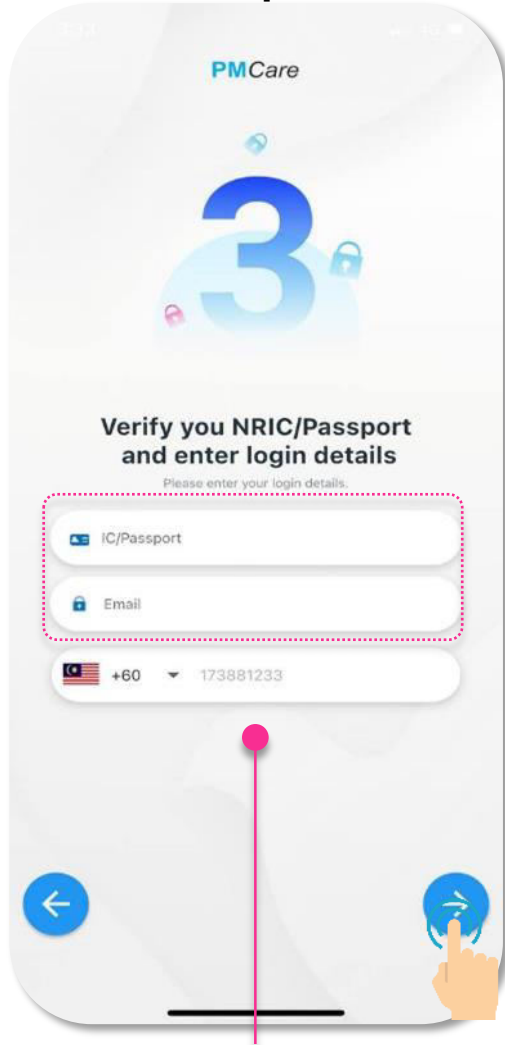 PMCare
3
Verify you NRIC/Passport
and enter login details
Please enter your login details.
IC/Passport
Email
+60 173881233